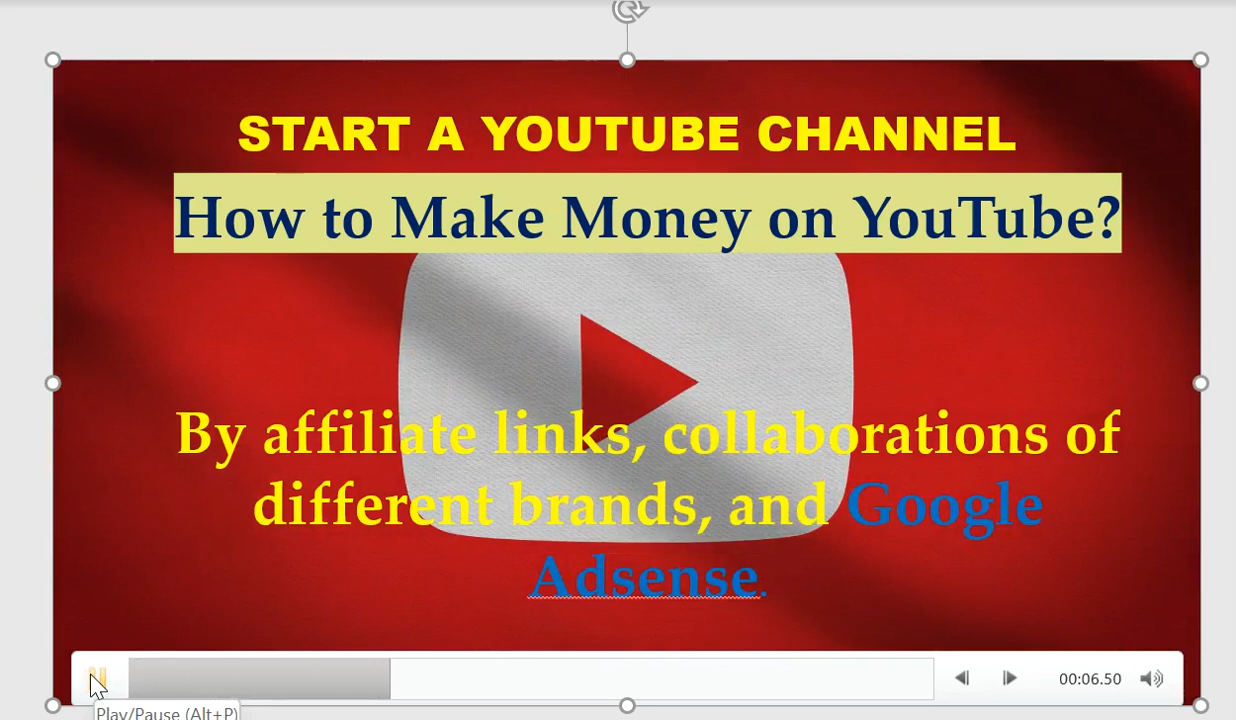 START A YOUTUBE CHANNEL
How to Make Money on YouTube?
By affiliate links, collaborations of
different brands, and Google
Adsense.
00:06.50
Play/Pause (Alt+P)